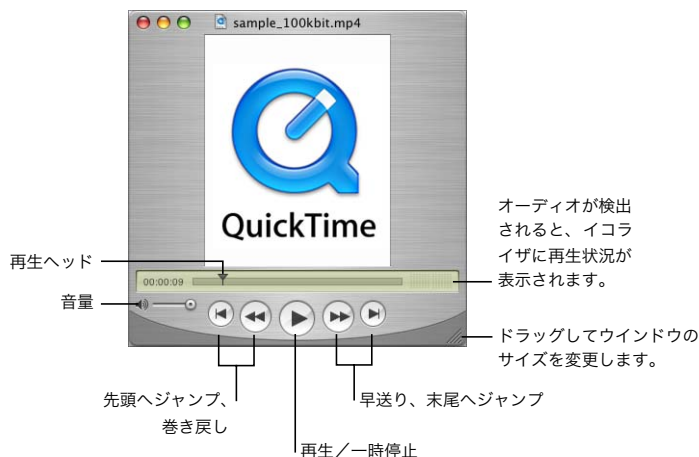 sample_100kbit.mp4
QuickTime
オーディオが検出
されると、イコラ
イザに再生状況が
表示されます。
再生ヘッド
00:00:09
音量
ドラッグしてウインドウの
サイズを変更します。
先頭へジャンプ、
巻き戻し
早送り、末尾へジャンプ
再生／一時停止